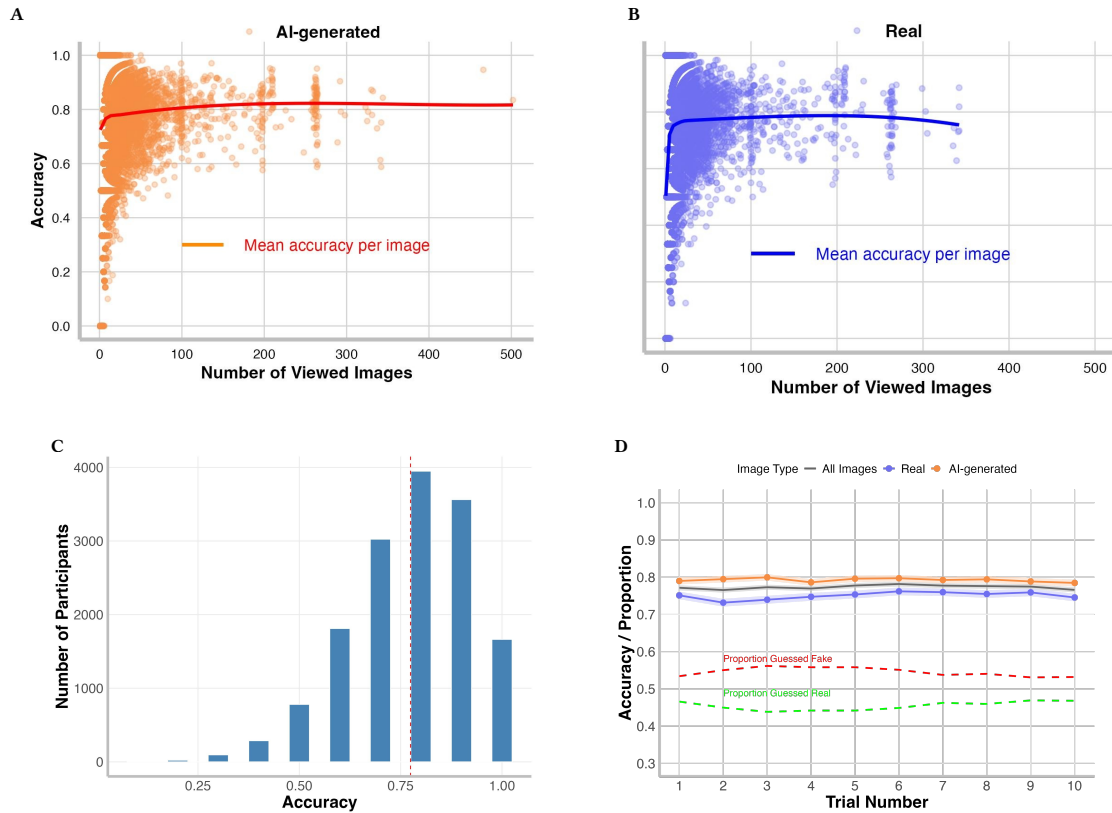 A
AI-generated
1.0
0.8
0.6
0.4
0.2
0.0
Accuracy
Mean accuracy per image
0 100 200 300 400 500
Number of Viewed Images
B
Real
Mean accuracy per image
0 100 200 300 400 500
Number of Viewed Images
C
4000
3000
2000
1000
0
Number of Participants
0.25 0.50 0.75 1.00
Accuracy
D
Image Type All Images Real AI-generated
1.0
0.9
0.8
0.7
0.6
0.5
0.4
0.3
Accuracy / Proportion
Proportion Guessed Fake
Proportion Guessed Real
1 2 3 4 5 6 7 8 9 10
Trial Number